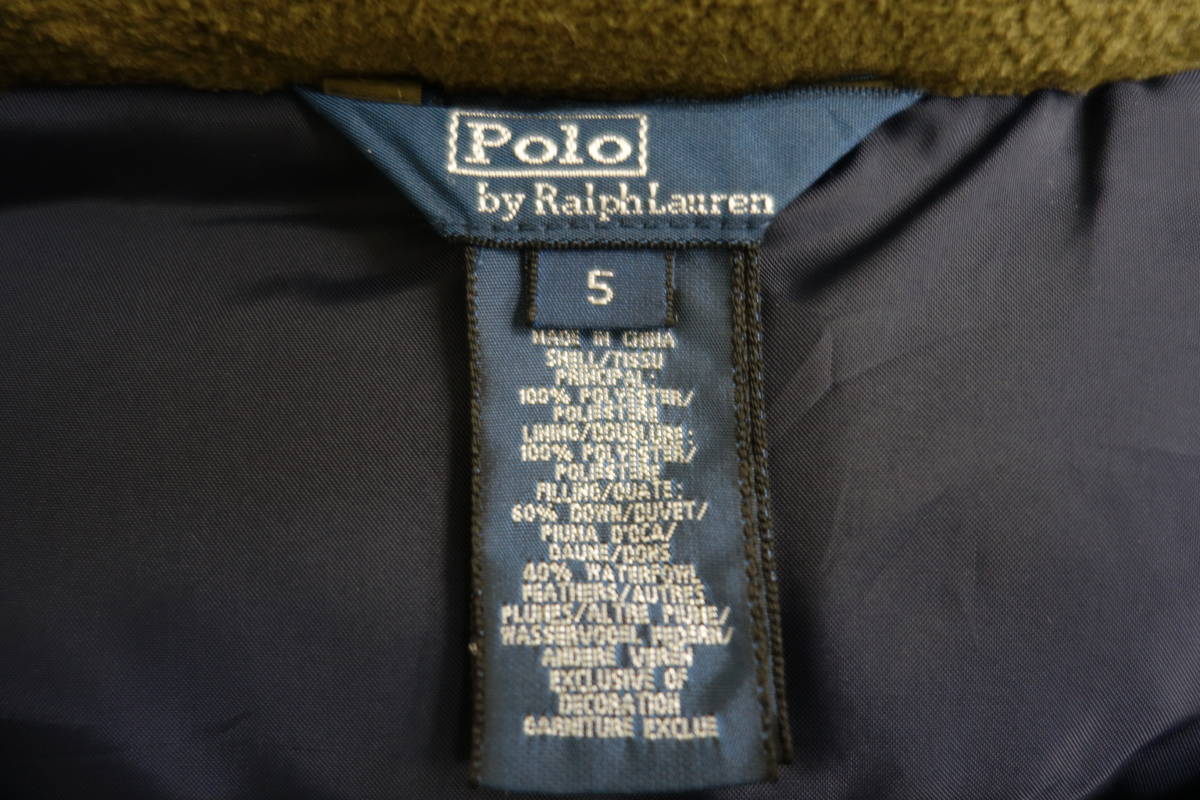 Polo
by Ralph Lauren
5
MADE IN CHINA
SHELL/TISSU
PRINCIPAL:
100% POLYESTER/
POLIESTERE
LINING/DOUBLURE:
100% POLYESTER/
POLIESTERE
FILLING/OUATE:
60% DOWN/DUVET/
PIUMA D'OCA/
DAUNE/DONS
40% WATERFOWL
FEATHERS/AUTRES
PLUMES/ALTRE PIUME/
WASSERVOGEL FEDERN/
ANDERE VEREN
EXCLUSIVE OF
DECORATION
GARNITURE EXCLUE